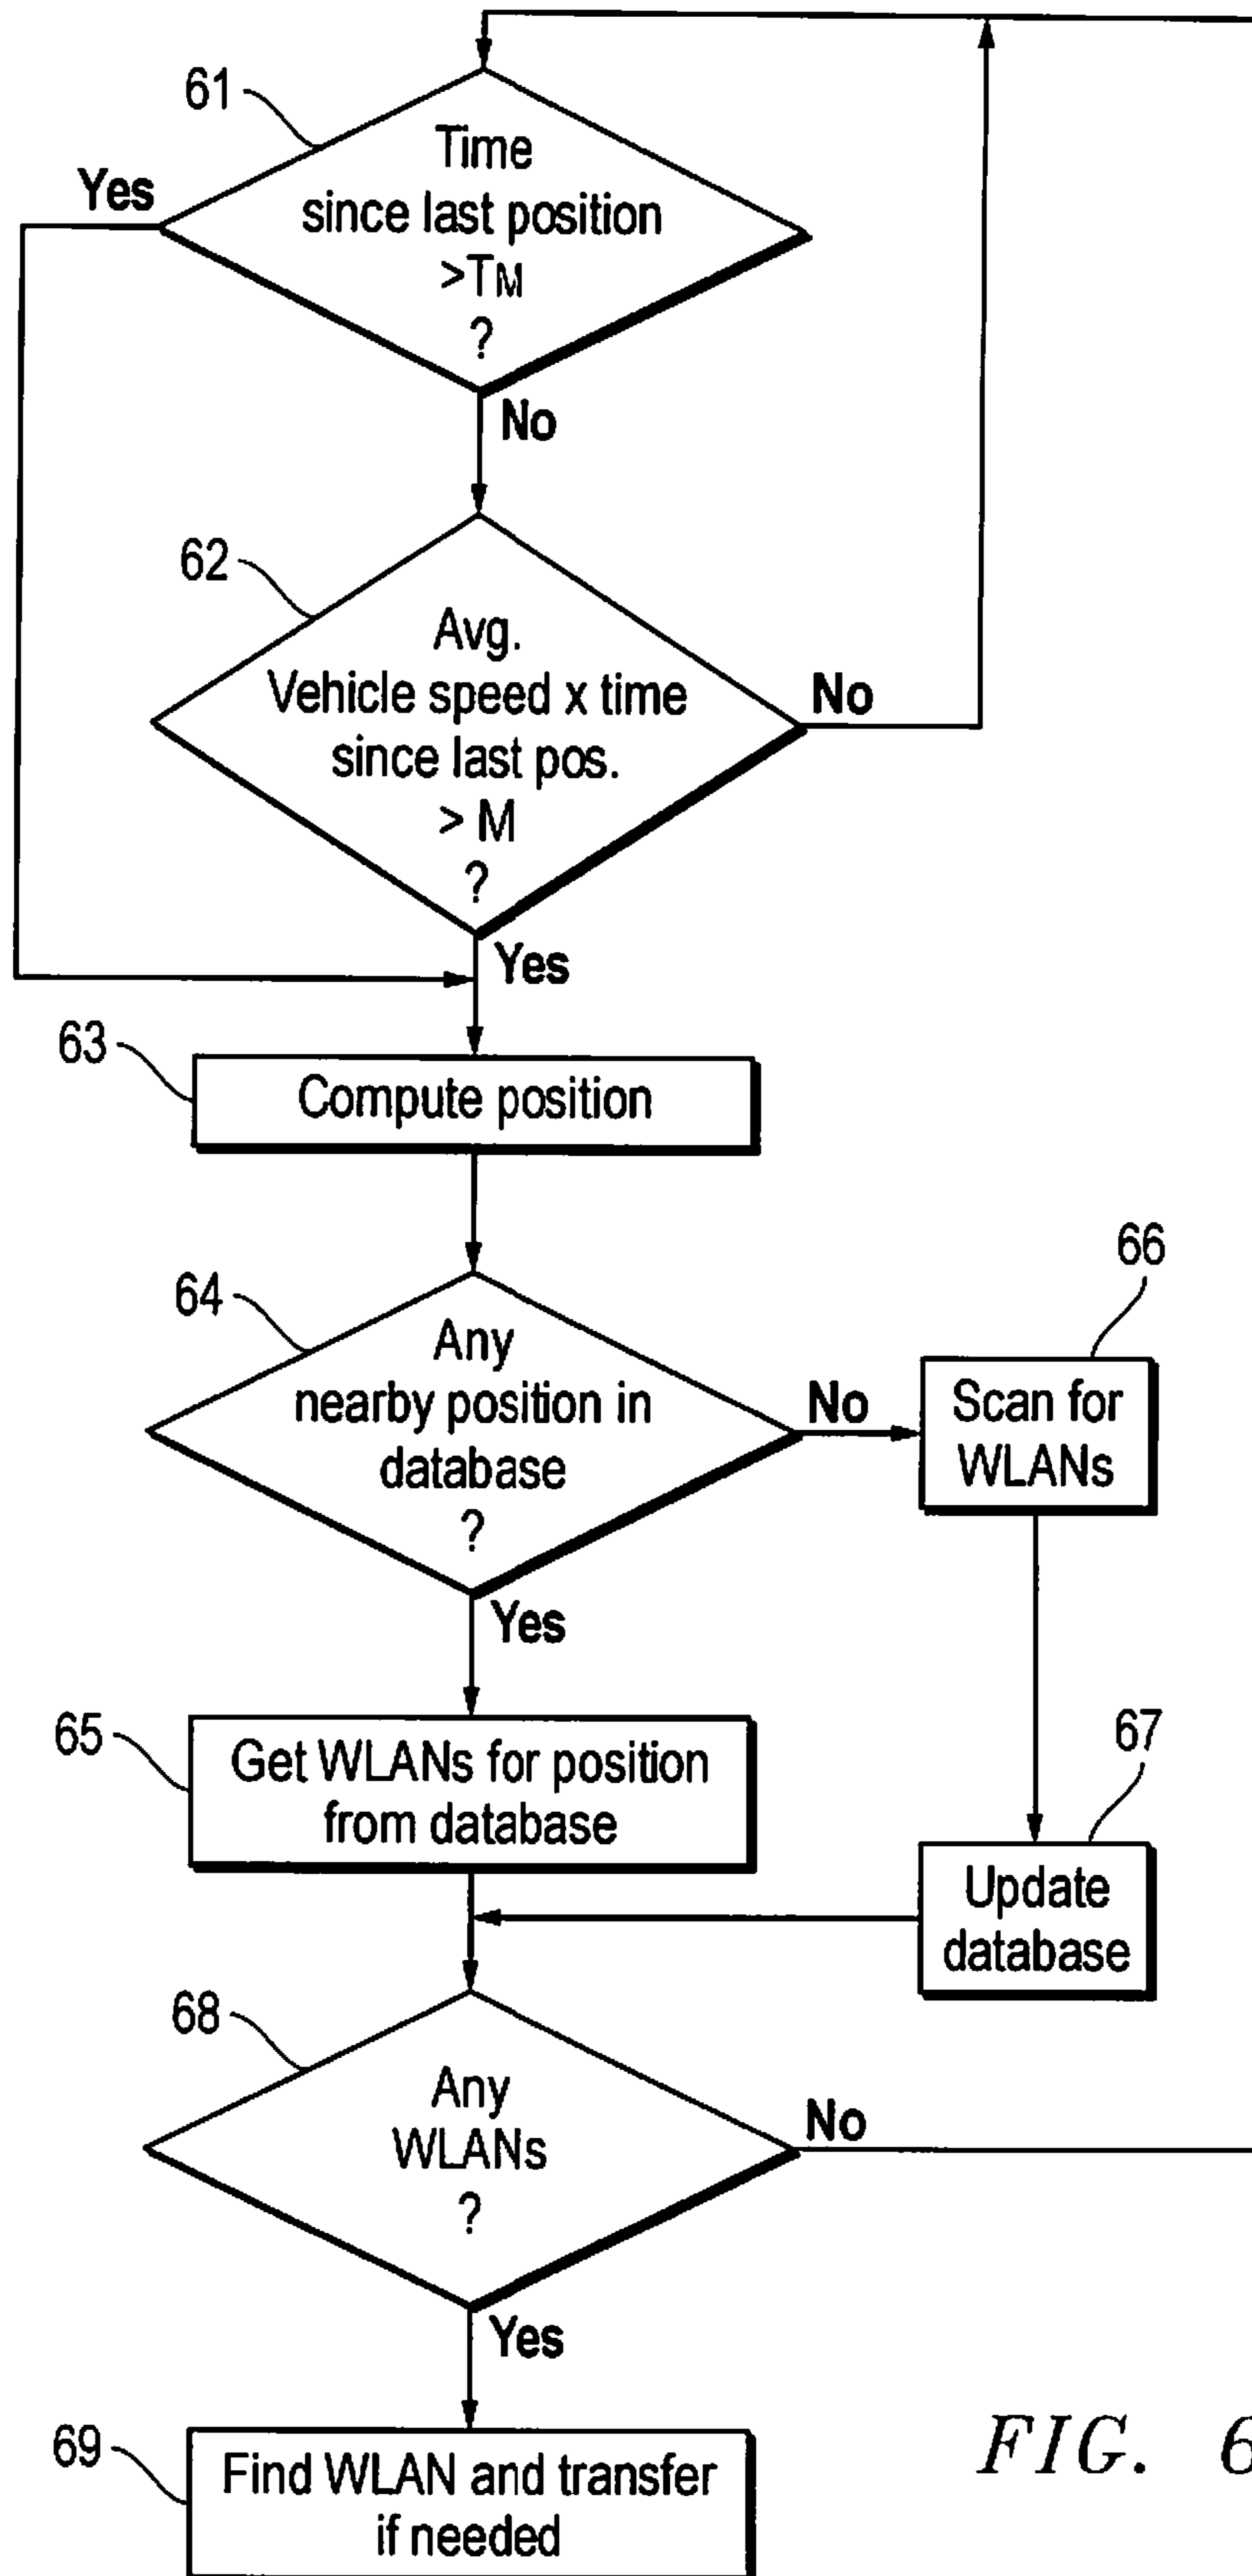 61
Time
since last position
>TM
?
Yes
No
62
Avg.
Vehicle speed x time
since last pos.
> M
?
No
Yes
63
Compute position
64
Any
nearby position in
database
?
No
Yes
66
Scan for
WLANs
65
Get WLANs for position
from database
67
Update
database
68
Any
WLANs
?
No
Yes
69
Find WLAN and transfer
if needed
FIG. 6